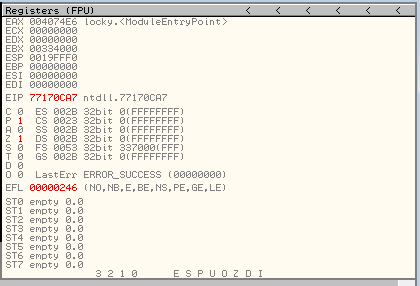 Registers (FPU) < < < < < <
EAX 004074E6 locky.<ModuleEntryPoint>
ECX 00000000
EDX 00000000
EBX 00334000
ESP 0019FFF0
EBP 00000000
ESI 00000000
EDI 00000000
EIP 77170CA7 ntdll.77170CA7
C 0 ES 002B 32bit 0(FFFFFFFF)
P 1 CS 0023 32bit 0(FFFFFFFF)
A 0 SS 002B 32bit 0(FFFFFFFF)
Z 1 DS 002B 32bit 0(FFFFFFFF)
S 0 FS 0053 32bit 337000(FFF)
T 0 GS 002B 32bit 0(FFFFFFFF)
D 0
O 0 LastErr ERROR_SUCCESS (00000000)
EFL 00000246 (NO,NB,E,BE,NS,PE,GE,LE)
ST0 empty 0.0
ST1 empty 0.0
ST2 empty 0.0
ST3 empty 0.0
ST4 empty 0.0
ST5 empty 0.0
ST6 empty 0.0
ST7 empty 0.0
3 2 1 0 E S P U O Z D I